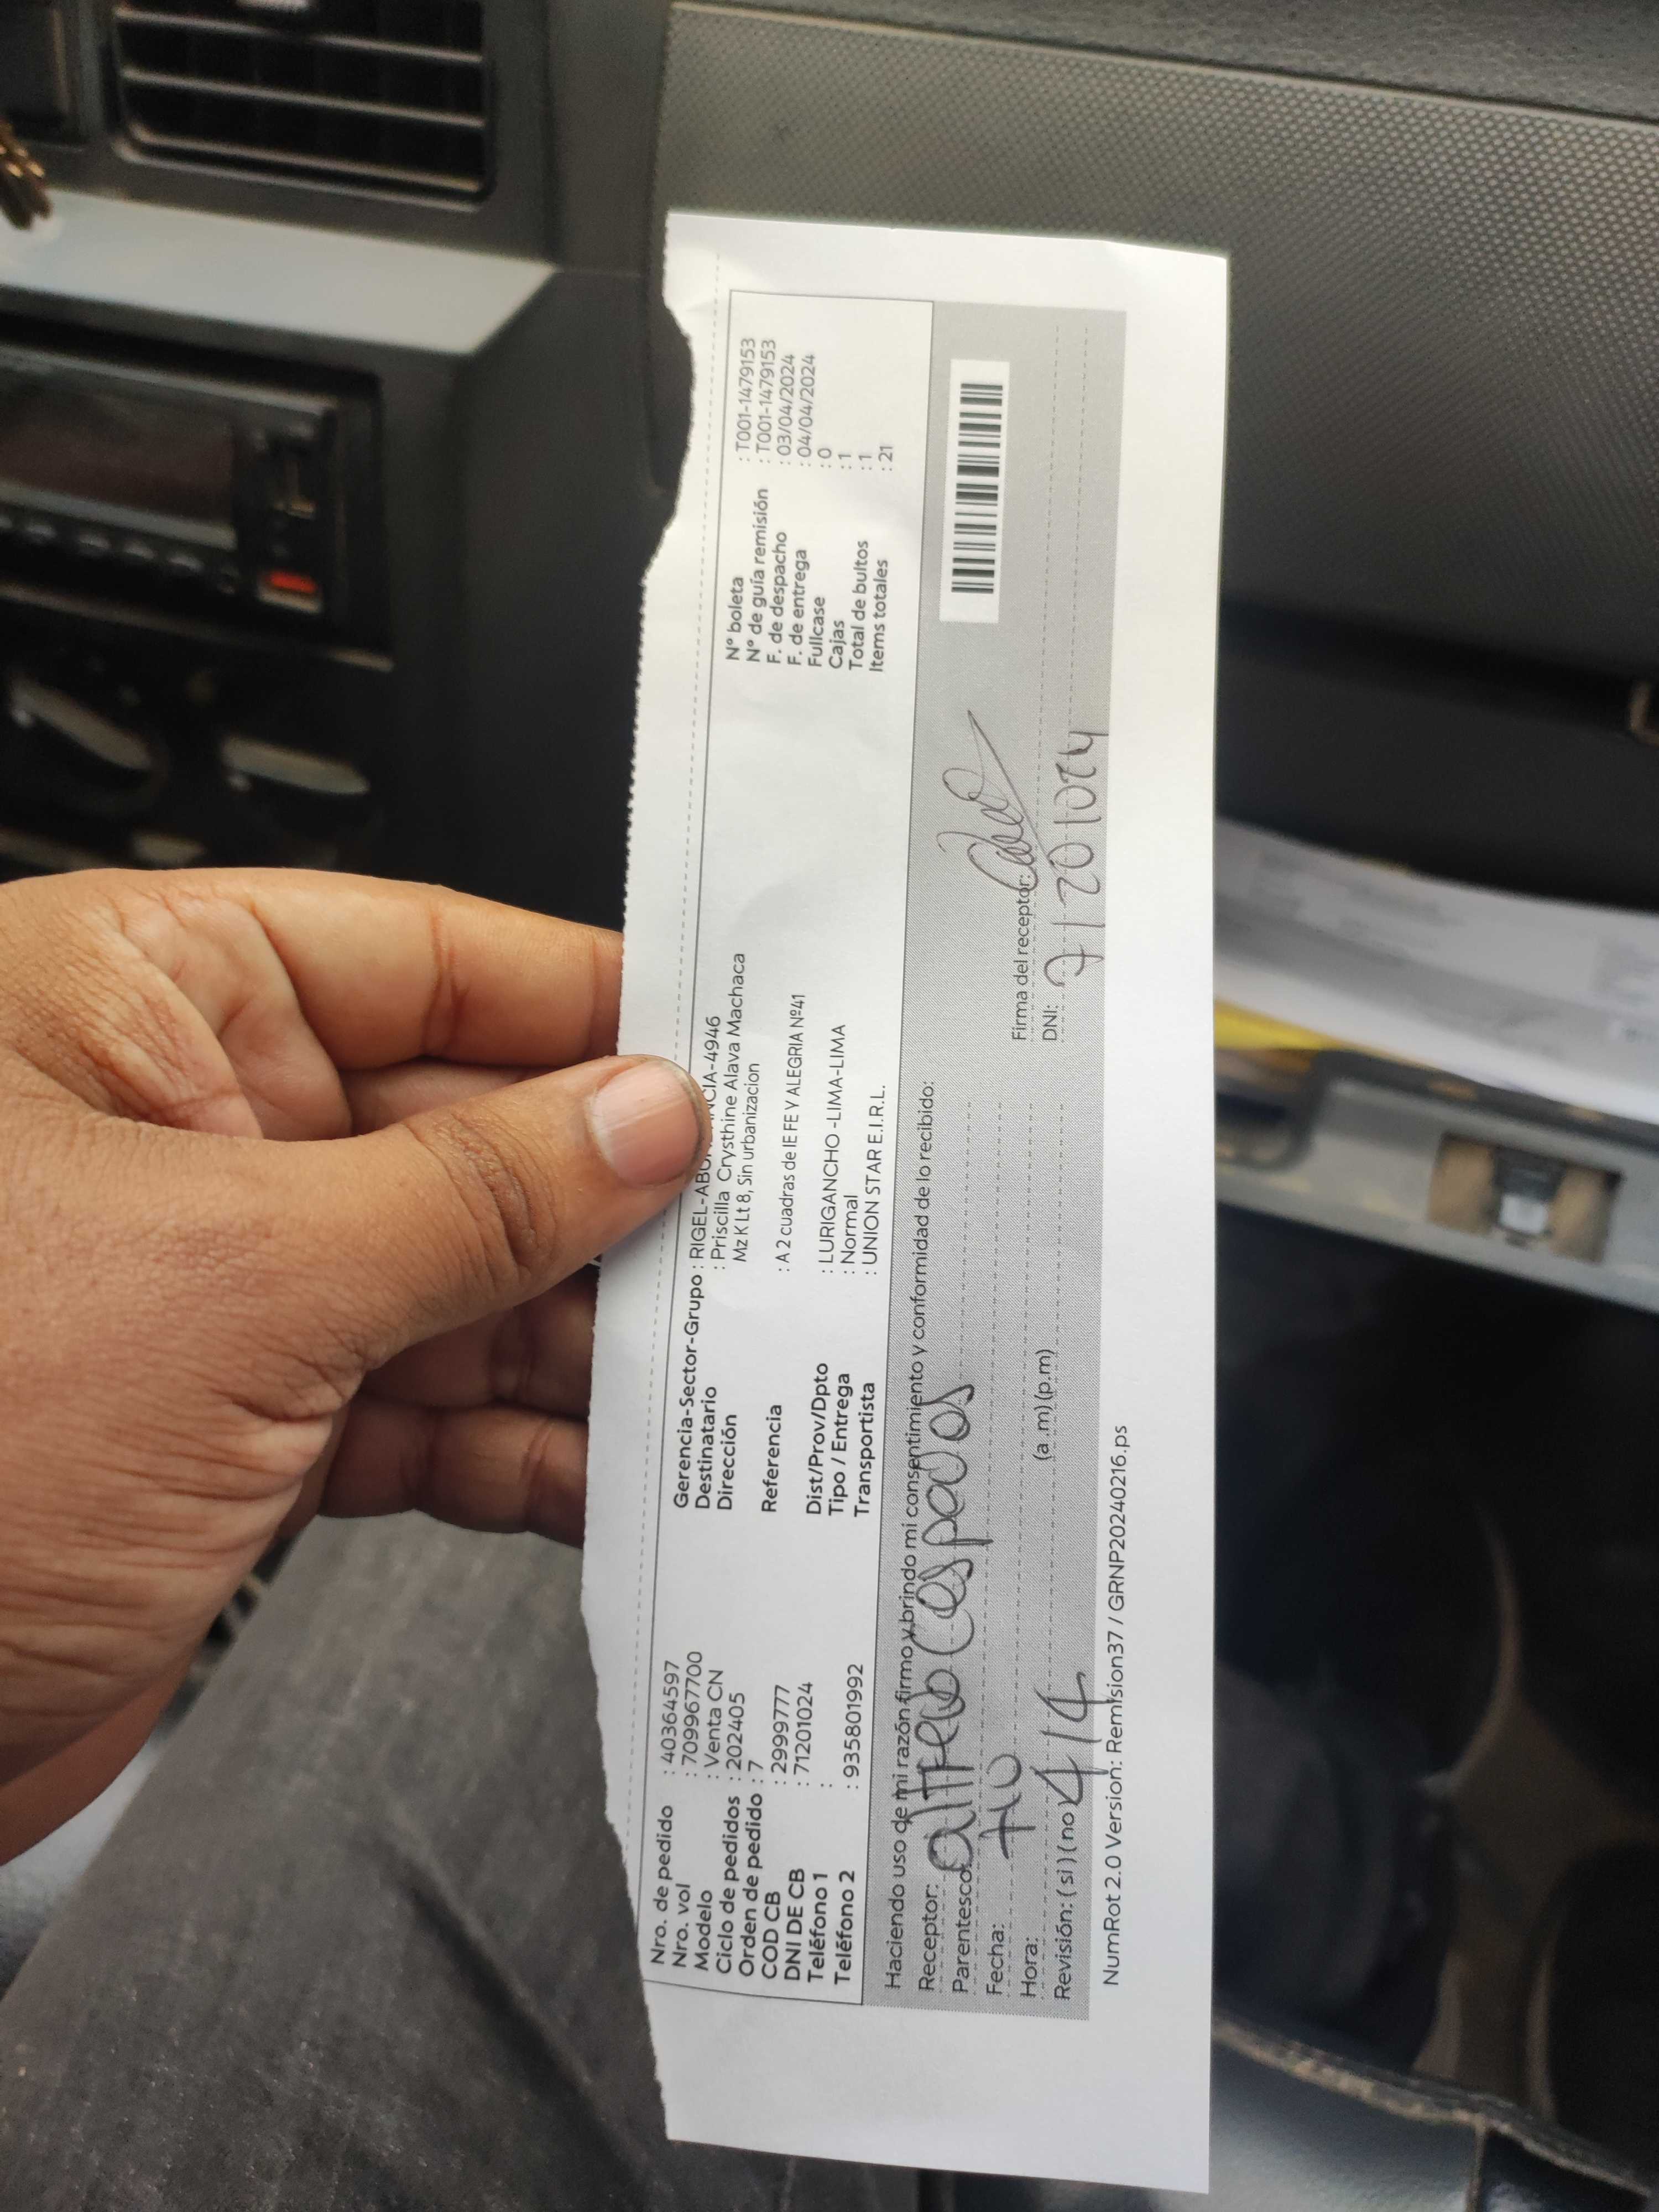 Nro. de pedido : 40364597
Nro. vol : 709967700
Modelo : Venta CN
Ciclo de pedidos : 202405
Orden de pedido : 7
COD CB : 2999777
DNI DE CB : 71201024
Teléfono 1 :
Teléfono 2 : 935801992
Gerencia-Sector-Grupo : RIGEL-4946
Destinatario : Priscilla Crysthine Alava Machaca
Dirección Mz K Lt 8, Sin urbanizacion
Referencia : A 2 cuadras de IE FE Y ALEGRIA Nº41
Dist/Prov/Dpto : LURIGANCHO -LIMA-LIMA
Tipo / Entrega : Normal
Transportista : UNION STAR E.I.R.L.
N° boleta : T001-1479153
N° de guía remisión : T001-1479153
F. de despacho : 03/04/2024
F. de entrega : 04/04/2024
Fullcase : 0
Cajas : 1
Total de bultos : 1
Items totales : 21
Haciendo uso de mi razón firmo y brindo mi consentimiento y conformidad de lo recibido:
Receptor: alfredo Cespedes
Parentesco:
Fecha: tio
Hora: (a .m) (p.m)
Revisión: ( si ) ( no 4/4
Firma del receptor:
DNI: 71201024
NumRot 2.0 Version: Remision37 / GRNP20240216.ps